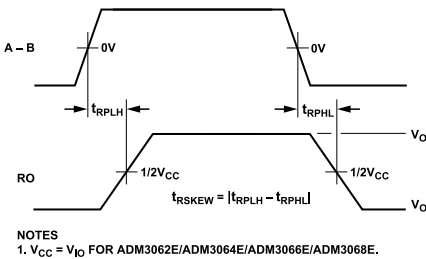 A – B
0V
0V
tRPLH
tRPHL
VO
RO
1/2VCC
1/2VCC
tRSKEW = |tRPLH – tRPHL|
VO
NOTES
1. VCC = VIO FOR ADM3062E/ADM3064E/ADM3066E/ADM3068E.